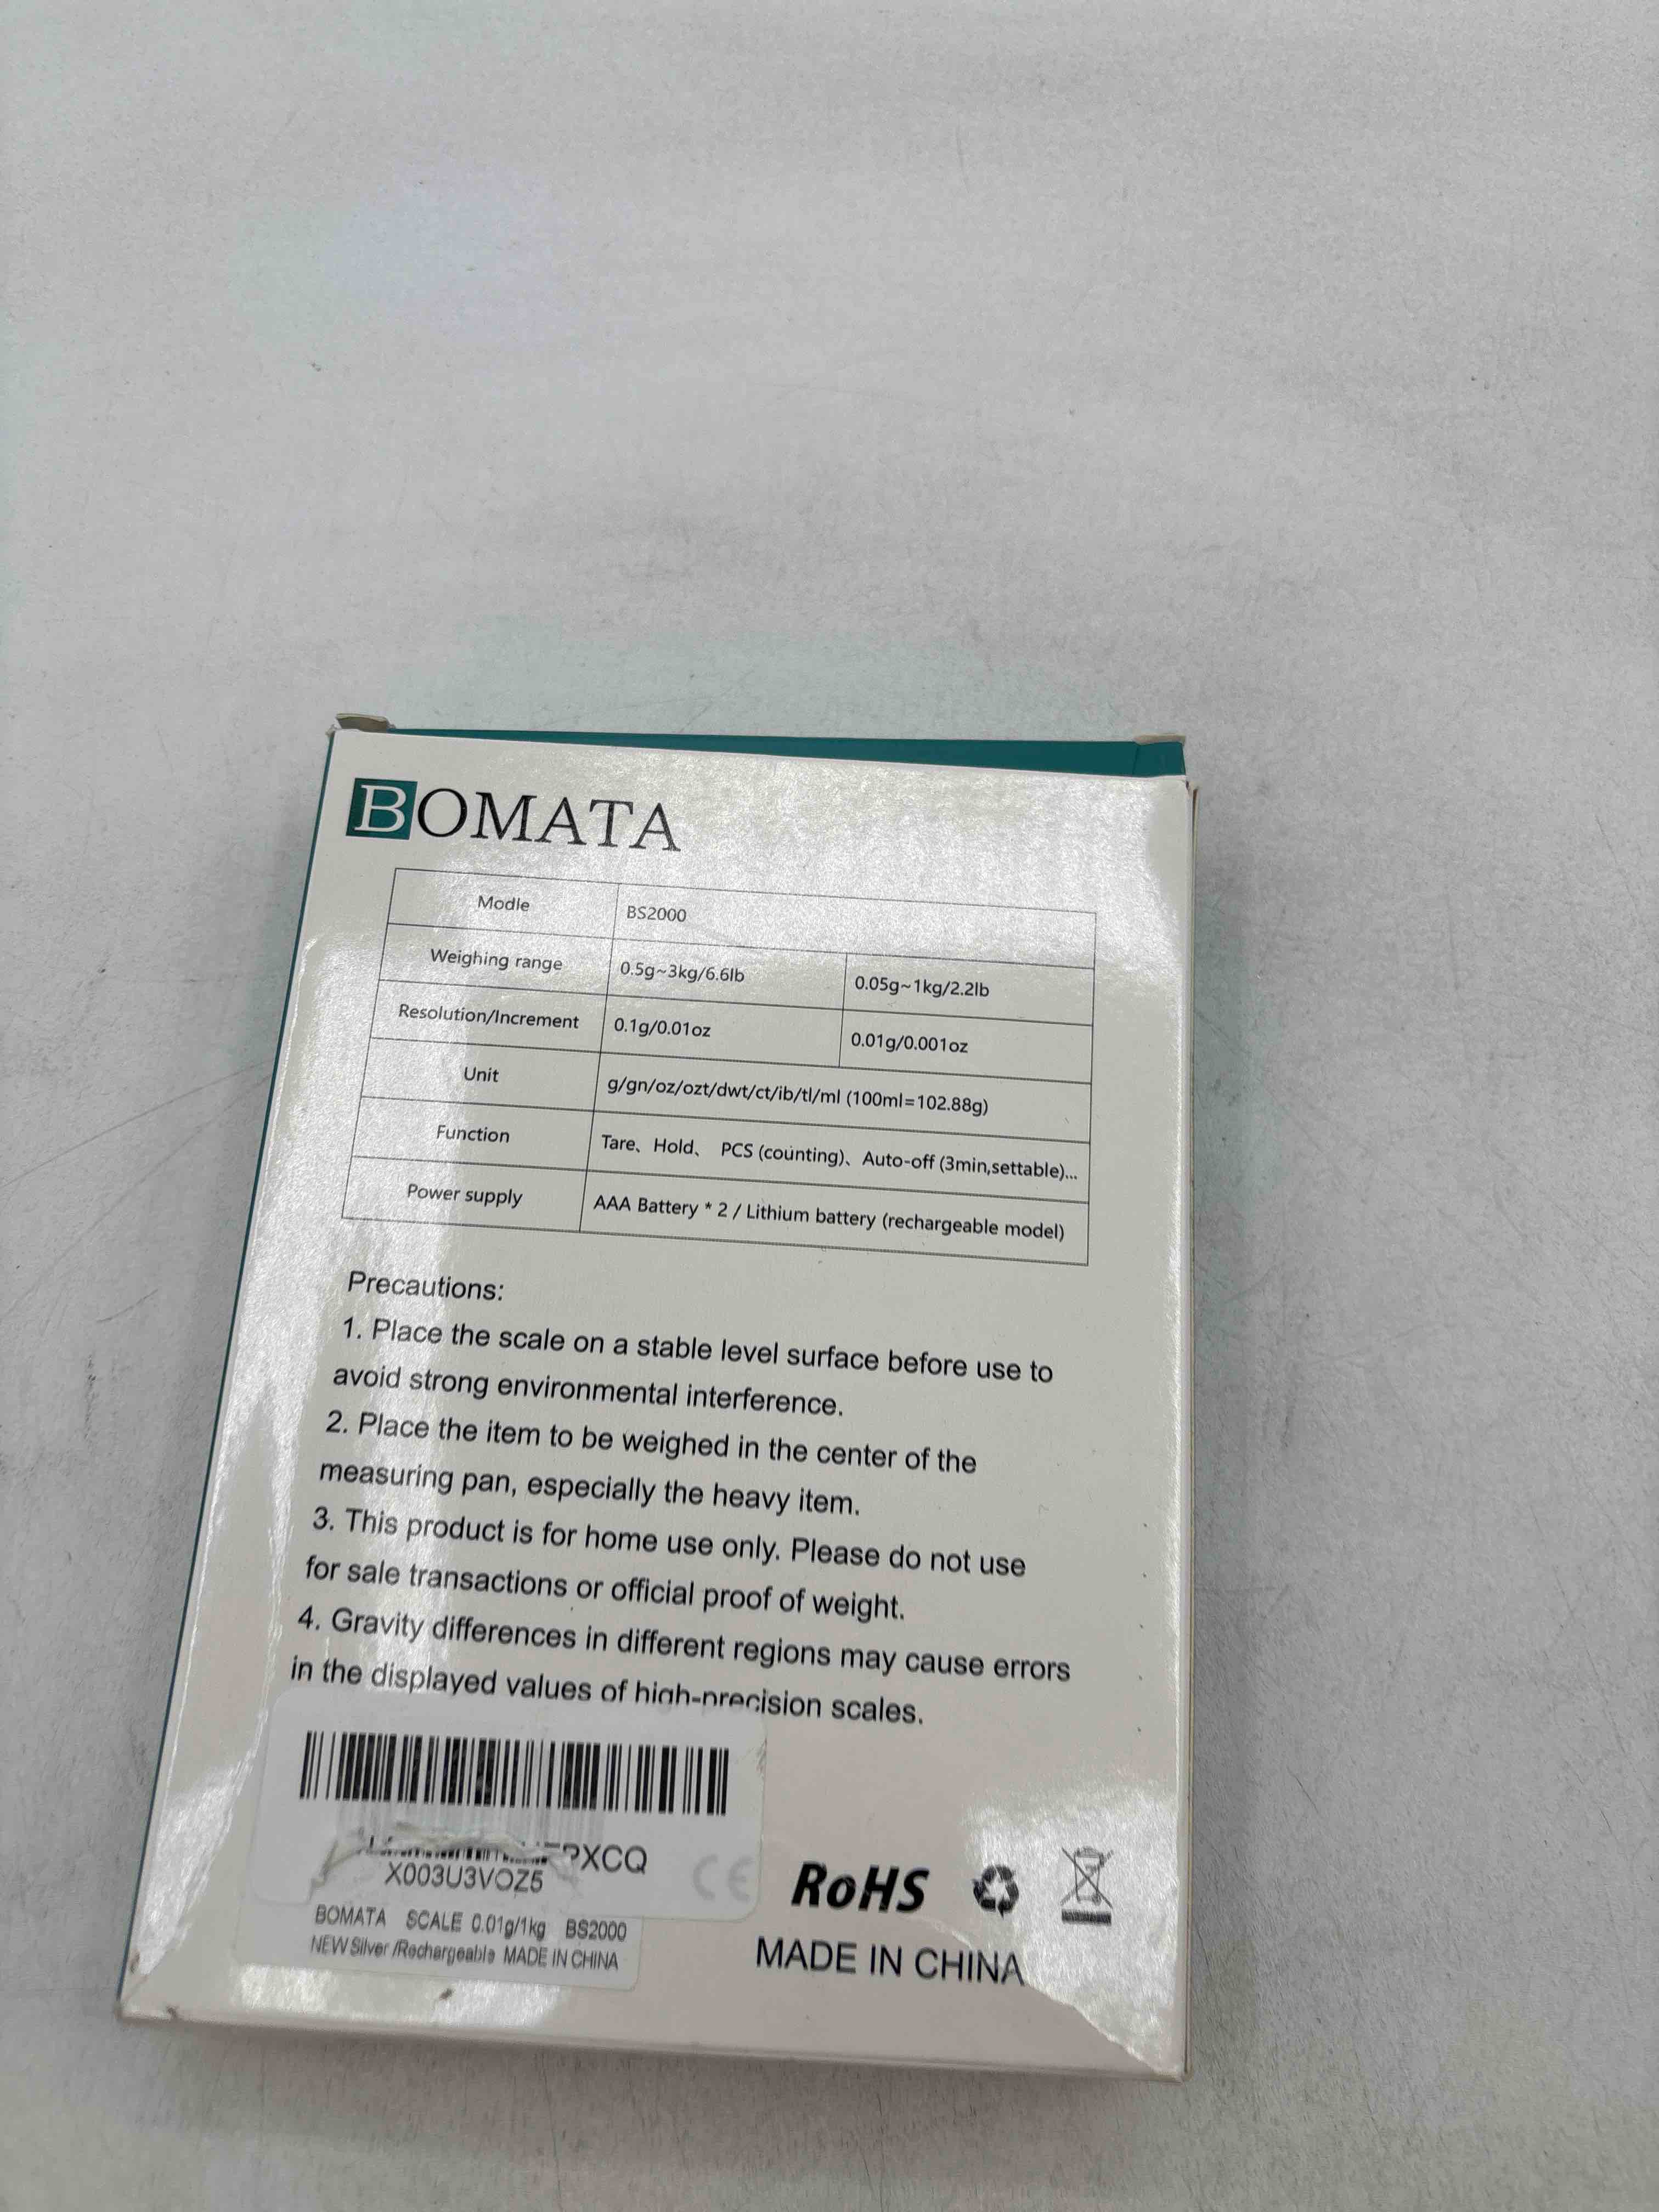 BOMATA
Modle BS2000
Weighing range 0.5g~3kg/6.6lb 0.05g~1kg/2.2lb
Resolution/Increment 0.1g/0.01oz 0.01g/0.001oz
Unit g/gn/oz/ozt/dwt/ct/ib/tl/ml (100ml=102.88g)
Function Tare、Hold、 PCS (counting)、Auto-off (3min,settable)...
Power supply AAA Battery * 2 / Lithium battery (rechargeable model)
Precautions:
1. Place the scale on a stable level surface before use to
avoid strong environmental interference.
2. Place the item to be weighed in the center of the
measuring pan, especially the heavy item.
3. This product is for home use only. Please do not use
for sale transactions or official proof of weight.
4. Gravity differences in different regions may cause errors
in the displayed values of high-precision scales.
X003U3VOZ5
BOMATA SCALE 0.01g/1kg BS2000
NEW Silver /Rechargeable MADE IN CHINA
CE RoHS
MADE IN CHINA